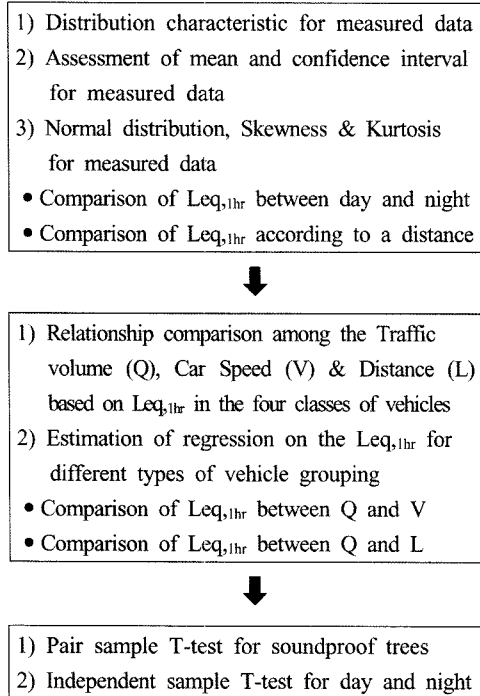 1) Distribution characteristic for measured data
2) Assessment of mean and confidence interval
for measured data
3) Normal distribution, Skewness & Kurtosis
for measured data
• Comparison of Leq,1hr between day and night
• Comparison of Leq,1hr according to a distance
1) Relationship comparison among the Traffic
volume (Q), Car Speed (V) & Distance (L)
based on Leq,1hr in the four classes of vehicles
2) Estimation of regression on the Leq,1hr for
different types of vehicle grouping
• Comparison of Leq,1hr between Q and V
• Comparison of Leq,1hr between Q and L
1) Pair sample T-test for soundproof trees
2) Independent sample T-test for day and night